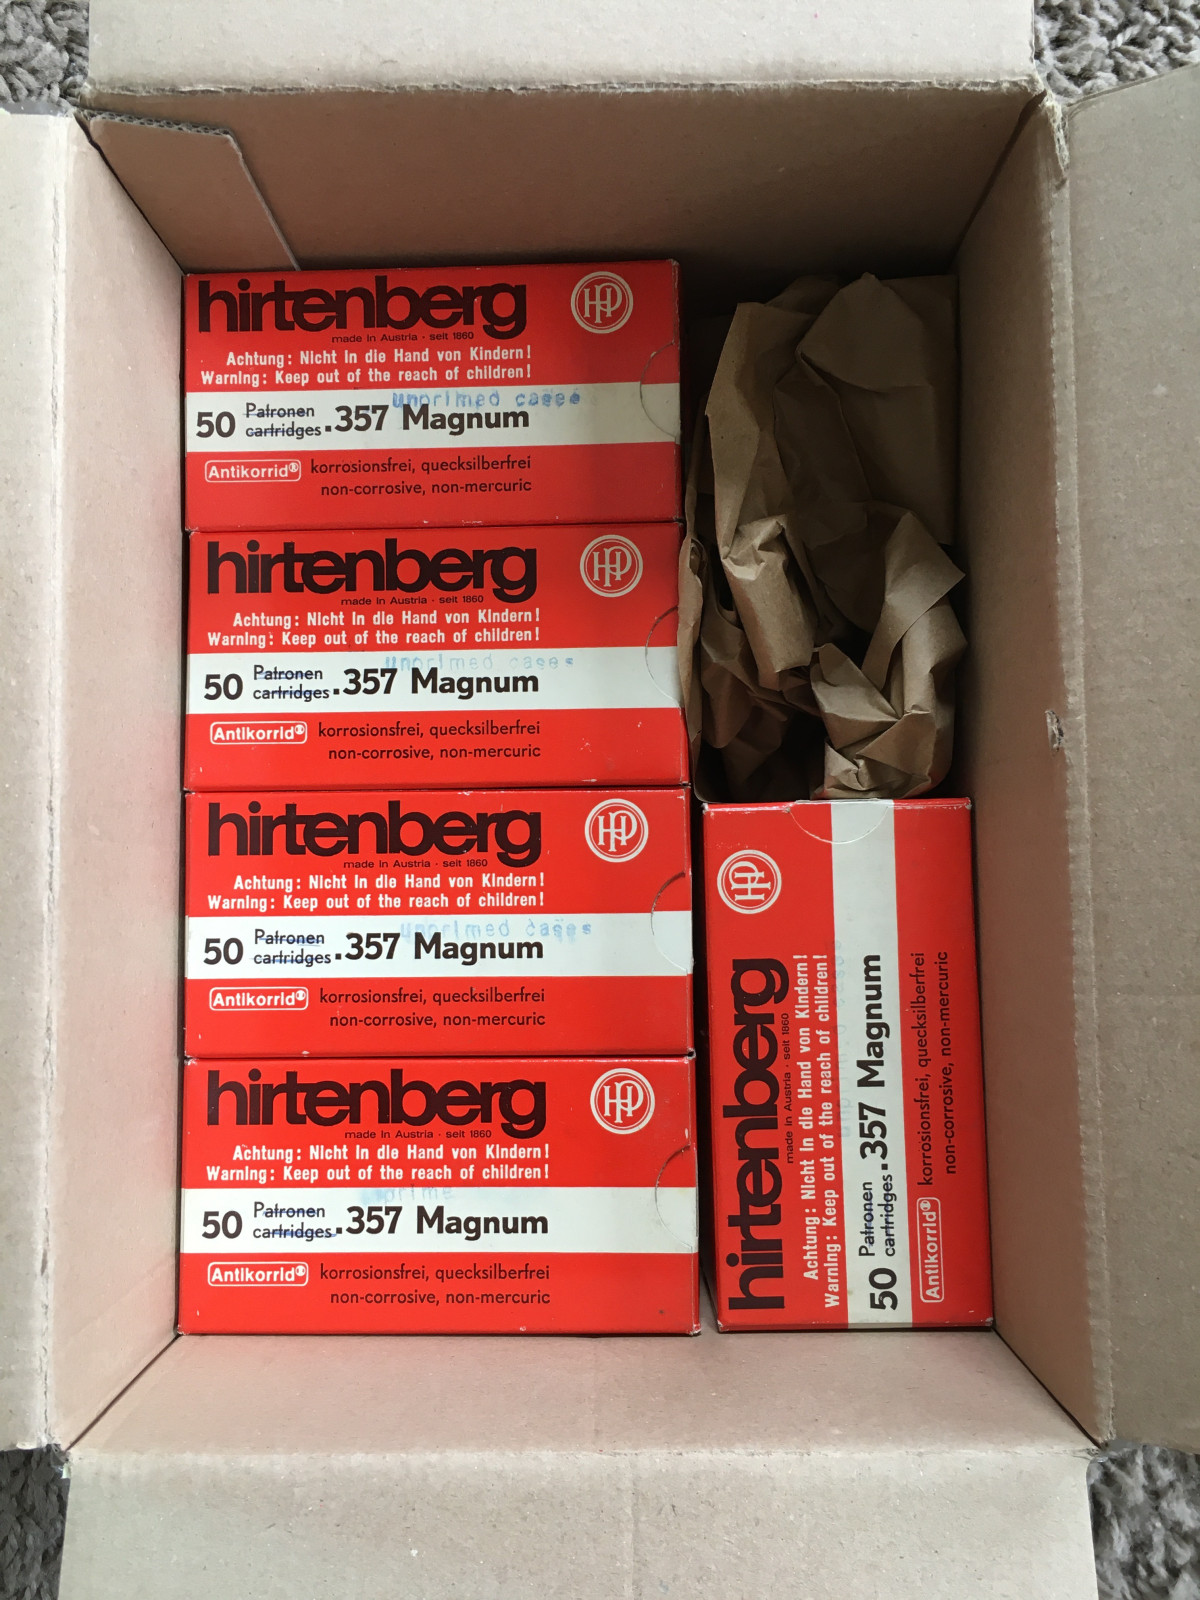 hirtenberg
HP
made in Austria · seit 1860
Achtung: Nicht in die Hand von Kindern!
Warning: Keep out of the reach of children!
unprimed cases
50 Patronen cartridges .357 Magnum
Antikorrid® korrosionsfrei, quecksilberfrei
non-corrosive, non-mercuric
hirtenberg
HP
made in Austria · seit 1860
Achtung: Nicht in die Hand von Kindern!
Warning: Keep out of the reach of children!
unprimed cases
50 Patronen cartridges .357 Magnum
Antikorrid® korrosionsfrei, quecksilberfrei
non-corrosive, non-mercuric
hirtenberg
HP
made in Austria · seit 1860
Achtung: Nicht in die Hand von Kindern!
Warning: Keep out of the reach of children!
unprimed cases
50 Patronen cartridges .357 Magnum
Antikorrid® korrosionsfrei, quecksilberfrei
non-corrosive, non-mercuric
hirtenberg
HP
made in Austria · seit 1860
Achtung: Nicht in die Hand von Kindern!
Warning: Keep out of the reach of children!
50 Patronen cartridges .357 Magnum
Antikorrid® korrosionsfrei, quecksilberfrei
non-corrosive, non-mercuric
hirtenberg
HP
made in Austria · seit 1860
Achtung: Nicht in die Hand von Kindern!
Warning: Keep out of the reach of children!
50 Patronen cartridges .357 Magnum
Antikorrid® korrosionsfrei, quecksilberfrei
non-corrosive, non-mercuric